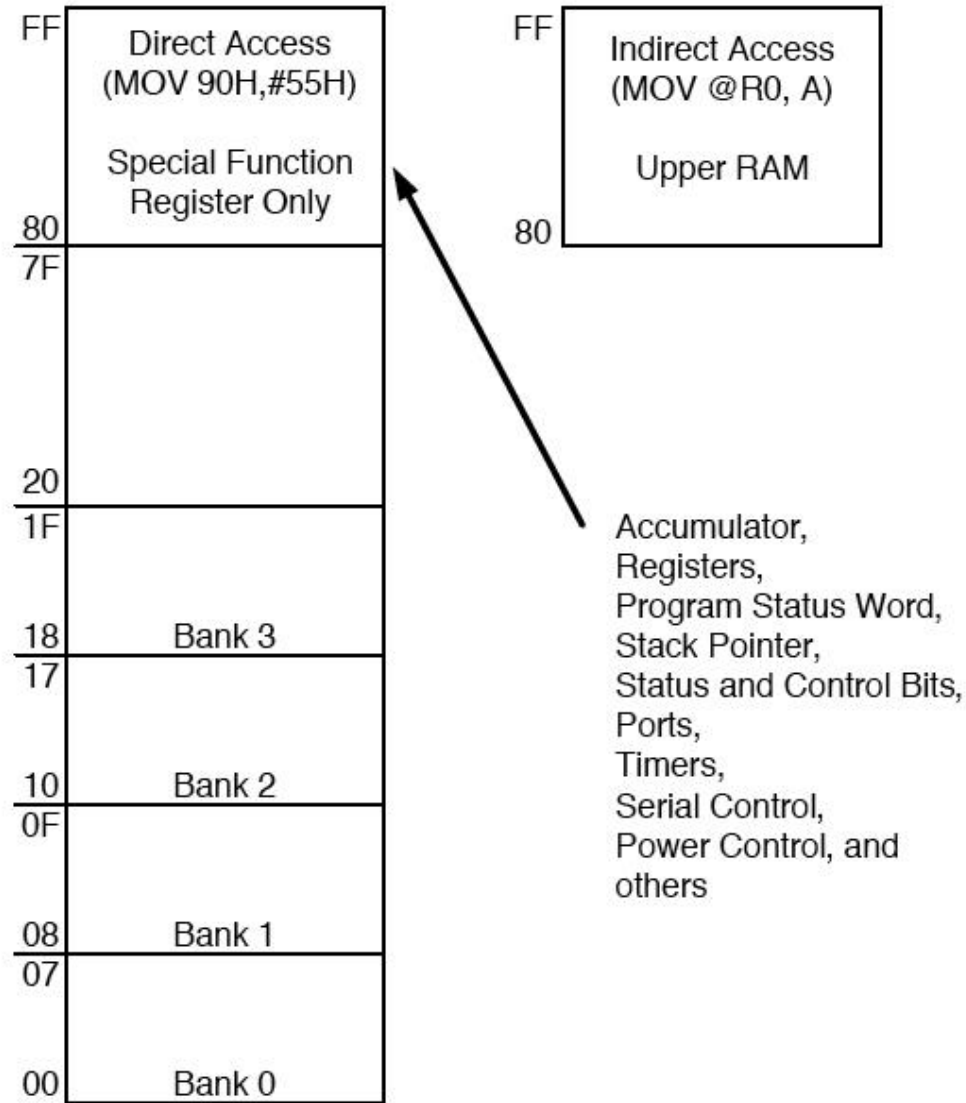 FF
Direct Access
(MOV 90H,#55H)
Special Function
Register Only
80
7F
20
1F
18
Bank 3
17
10
Bank 2
0F
08
Bank 1
07
00
Bank 0
FF
Indirect Access
(MOV @R0, A)
Upper RAM
80
Accumulator,
Registers,
Program Status Word,
Stack Pointer,
Status and Control Bits,
Ports,
Timers,
Serial Control,
Power Control, and
others